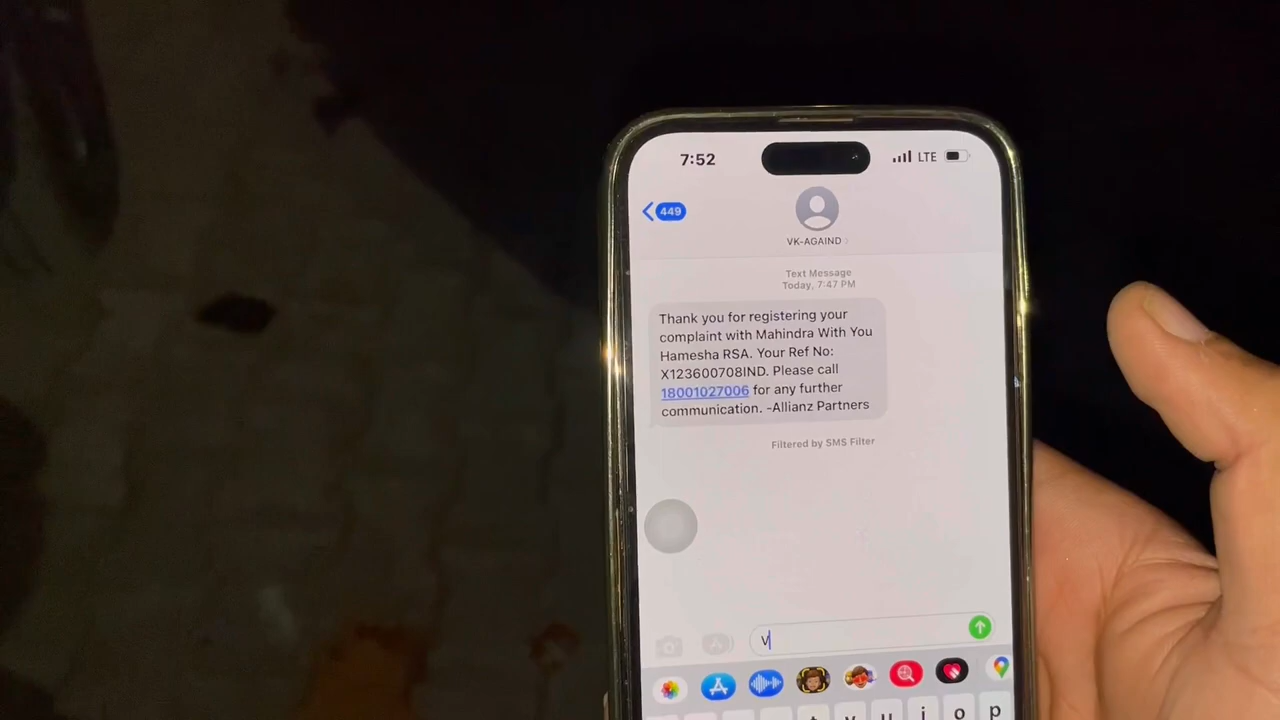 7:52
LTE
449
VK-AGAIND
Text Message
Today, 7:47 PM
Thank you for registering your
complaint with Mahindra With You
Hamesha RSA. Your Ref No:
X123600708IND. Please call
18001027006 for any further
communication. -Allianz Partners
Filtered by SMS Filter
v
t y u i o p